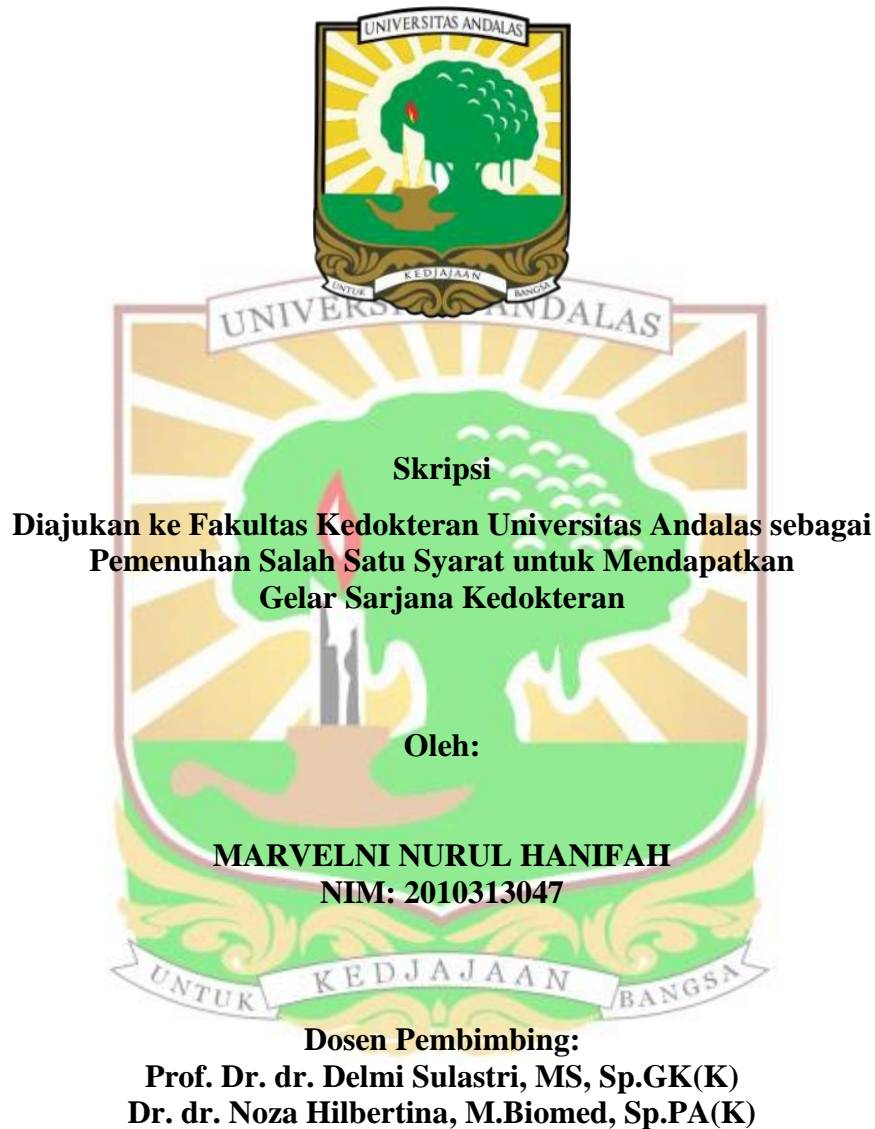 UNIVERSITAS ANDALAS
UNTUK KEDJAJAAN BANGSA
UNIVERS ANDALAS
Skripsi
Diajukan ke Fakultas Kedokteran Universitas Andalas sebagai
Pemenuhan Salah Satu Syarat untuk Mendapatkan
Gelar Sarjana Kedokteran
Oleh:
MARVELNI NURUL HANIFAH
NIM: 2010313047
UNTUK KEDJAJAAN BANGSA
Dosen Pembimbing:
Prof. Dr. dr. Delmi Sulastri, MS, Sp.GK(K)
Dr. dr. Noza Hilbertina, M.Biomed, Sp.PA(K)